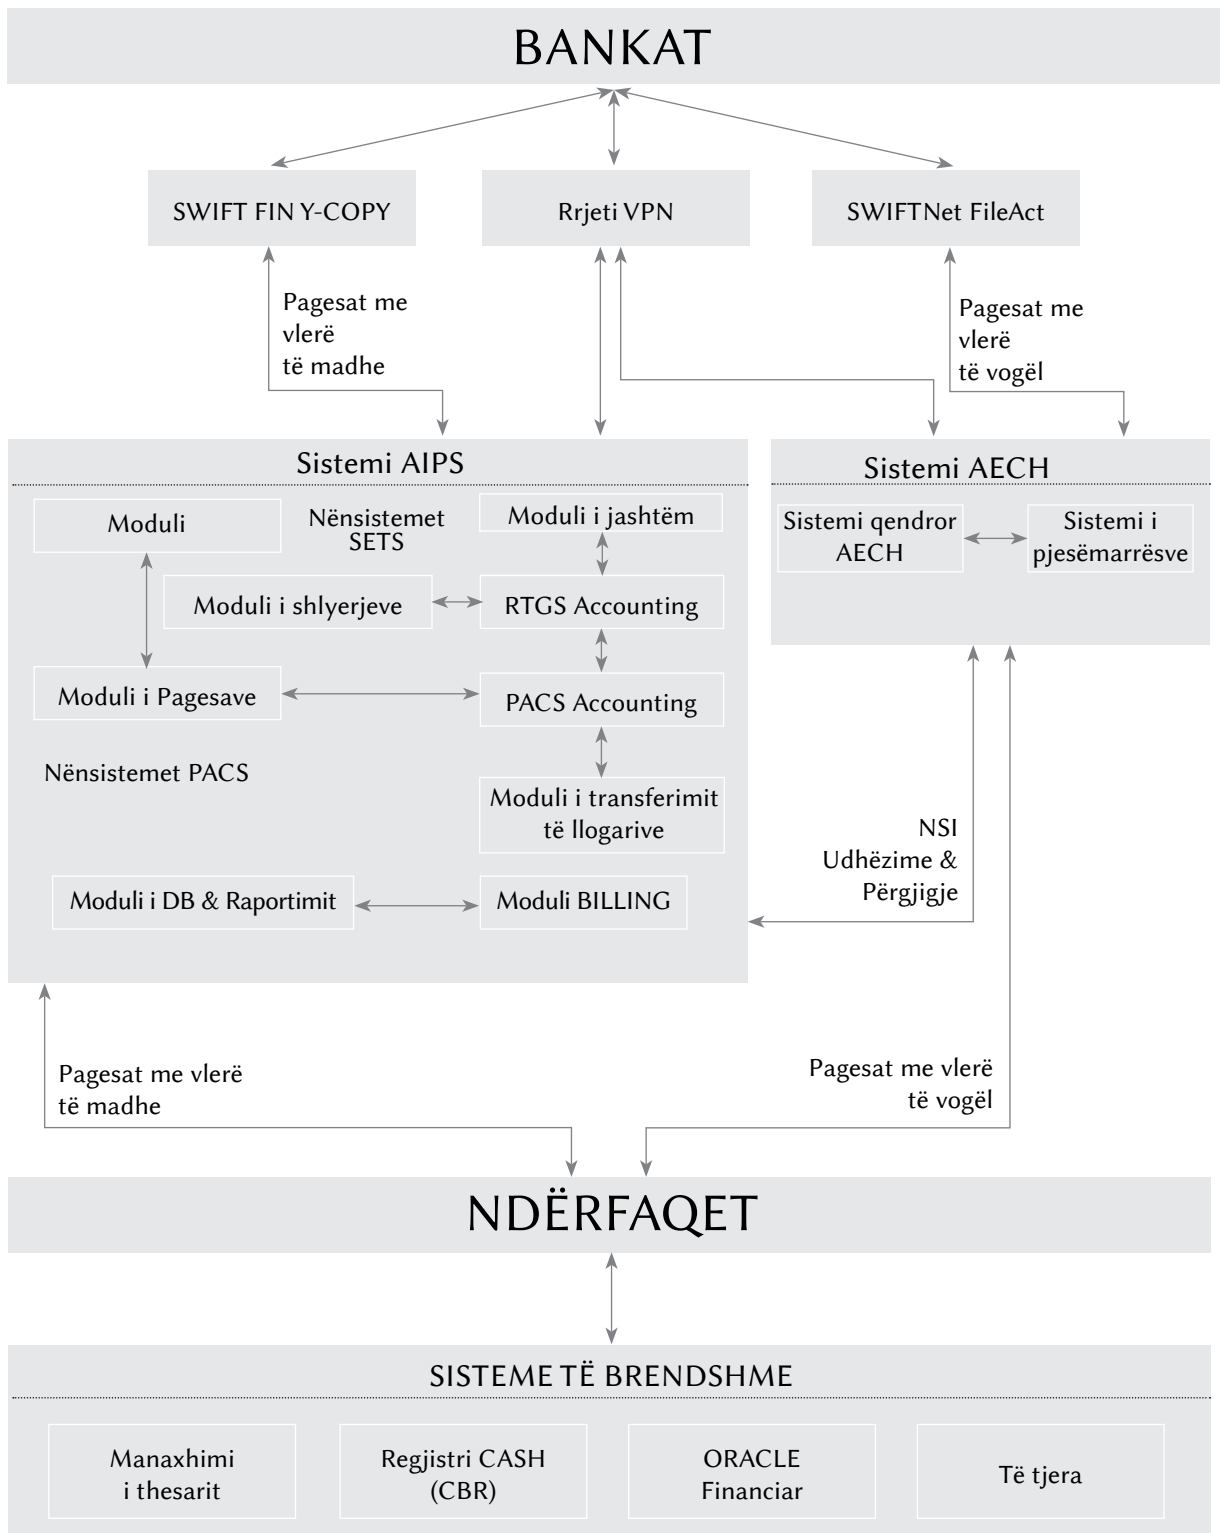 BANKAT
SWIFT FIN Y-COPY
Rrjeti VPN
SWIFTNet FileAct
Pagesat me
vlerë
të madhe
Pagesat me
vlerë
të vogël
Sistemi AIPS
Moduli
Nënsistemet
SETS
Moduli i jashtëm
Moduli i shlyerjeve
RTGS Accounting
Moduli i Pagesave
PACS Accounting
Nënsistemet PACS
Moduli i transferimit
të llogarive
Moduli i DB & Raportimit
Moduli BILLING
Sistemi AECH
Sistemi qendror
AECH
Sistemi i
pjesëmarrësve
NSI
Udhëzime &
Përgjigje
Pagesat me vlerë
të madhe
Pagesat me vlerë
të vogël
NDËRFAQET
SISTEME TË BRENDSHME
Manaxhimi
i thesarit
Regjistri CASH
(CBR)
ORACLE
Financiar
Të tjera